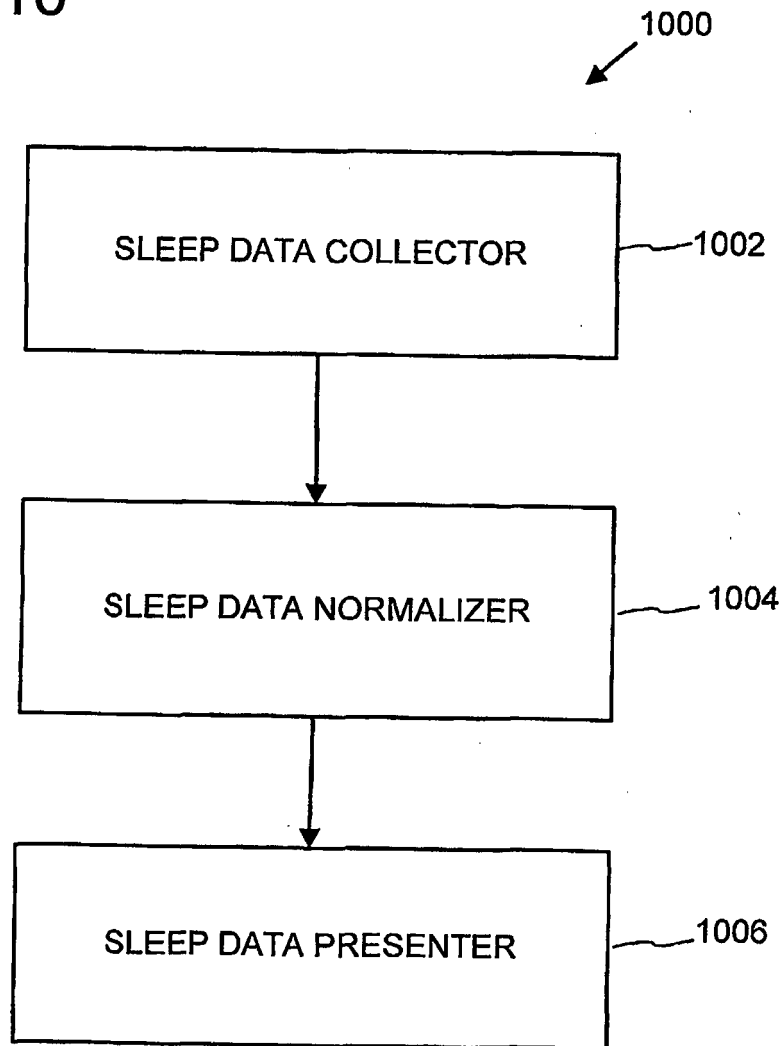 10
1000
SLEEP DATA COLLECTOR
1002
SLEEP DATA NORMALIZER
1004
SLEEP DATA PRESENTER
1006